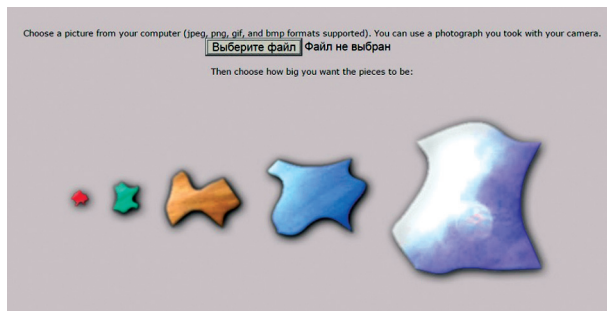 Choose a picture from your computer (jpeg, png, gif, and bmp formats supported). You can use a photograph you took with your camera.
Выберите файл Файл не выбран
Then choose how big you want the pieces to be: